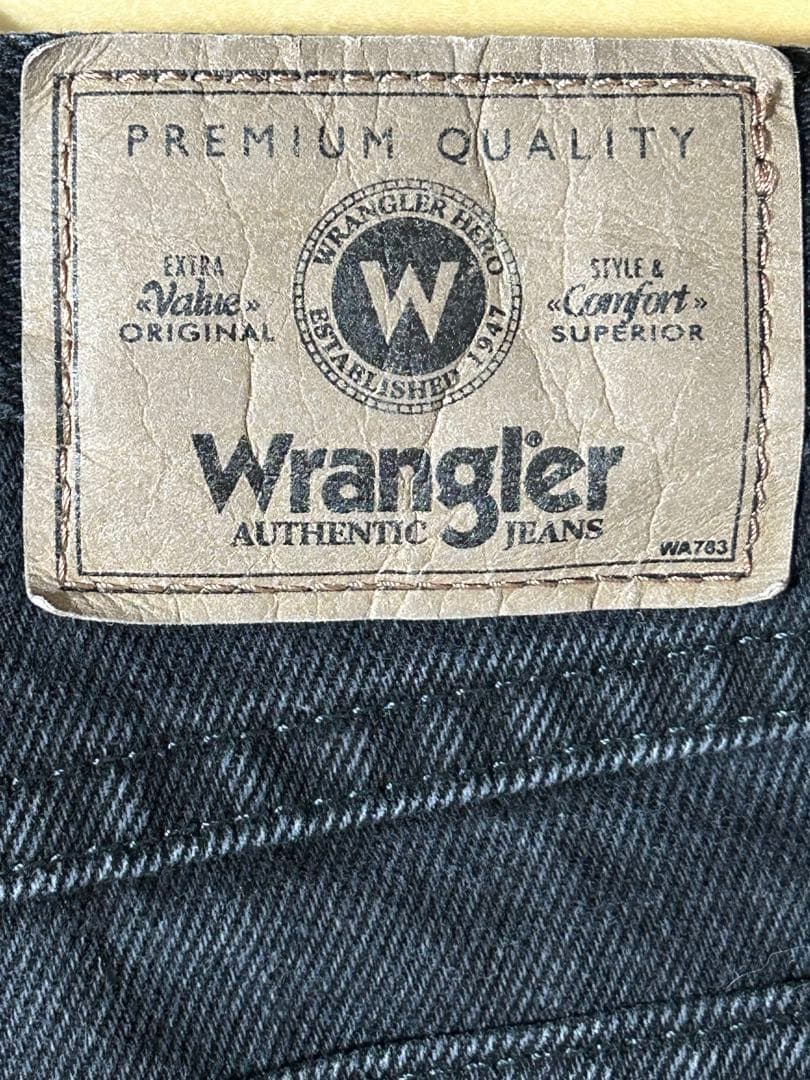 PREMIUM QUALITY
WRANGLER HERO
W
ESTABLISHED 1947
EXTRA
«Value»
ORIGINAL
STYLE &
«Comfort»
SUPERIOR
Wrangler®
AUTHENTIC JEANS
WA763